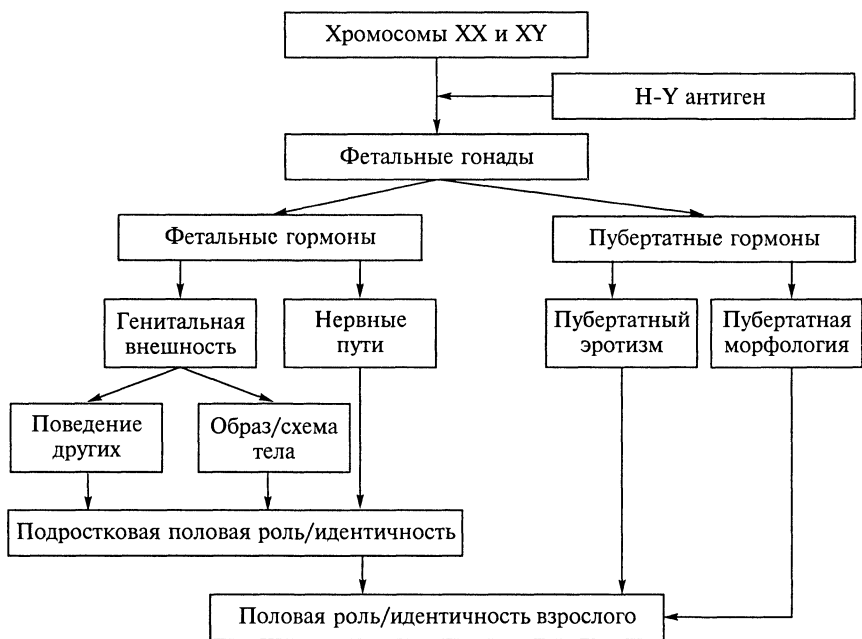 Хромосомы XX и XY
H-Y антиген
Фетальные гонады
Фетальные гормоны
Пубертатные гормоны
Генитальная
внешность
Нервные
пути
Пубертатный
эротизм
Пубертатная
морфология
Поведение
других
Образ/схема
тела
Подростковая половая роль/идентичность
Половая роль/идентичность взрослого